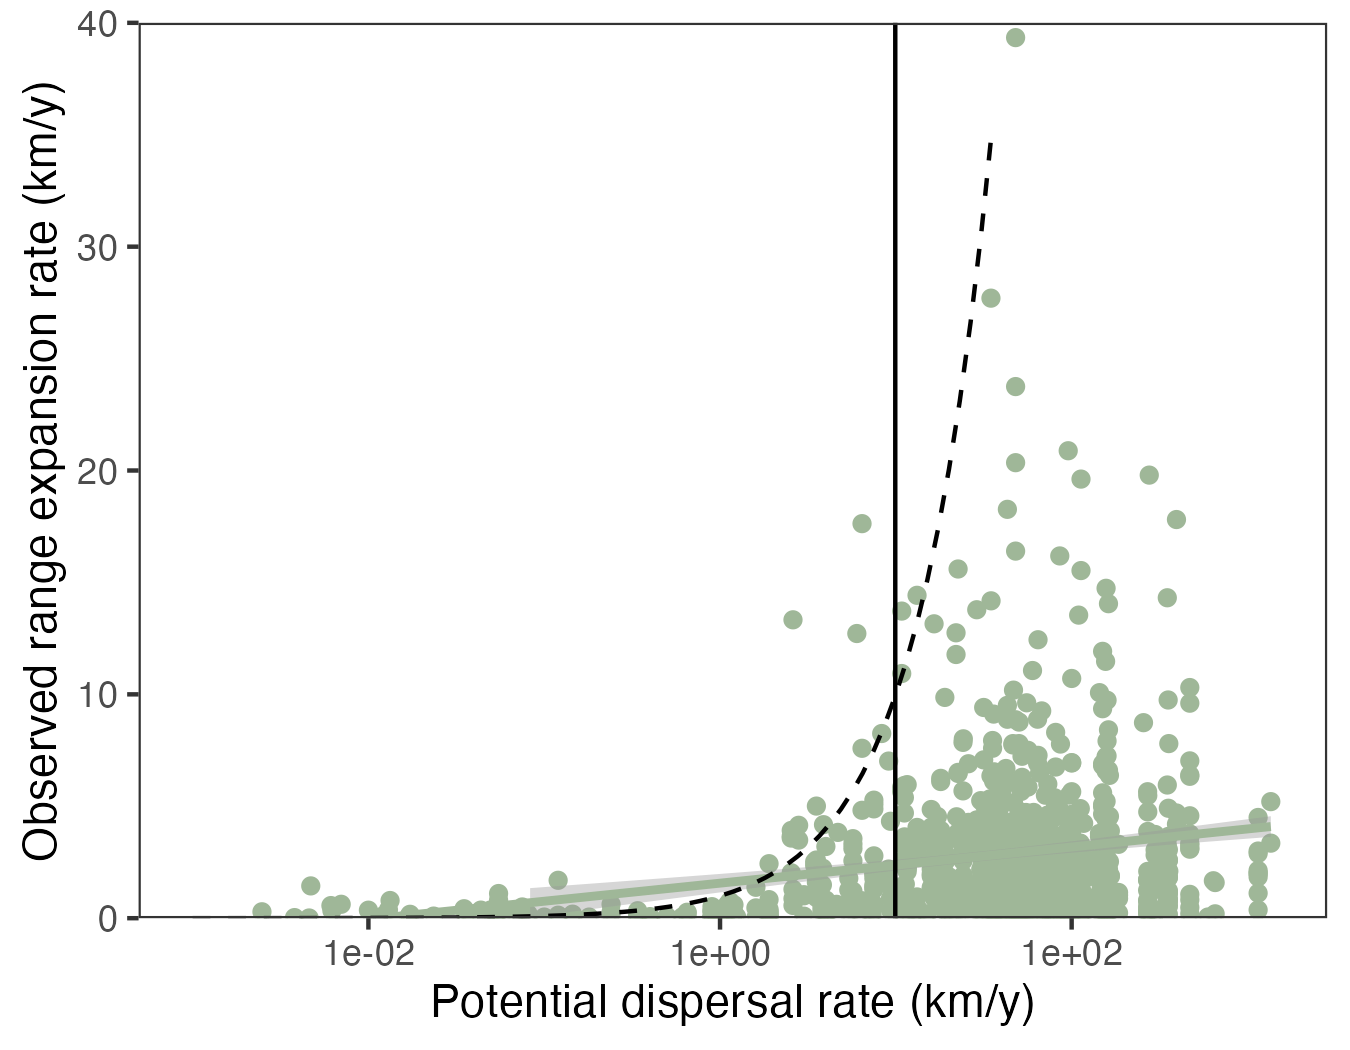 Observed range expansion rate (km/y)
40
30
20
10
0
1e-02 1e+00 1e+02
Potential dispersal rate (km/y)